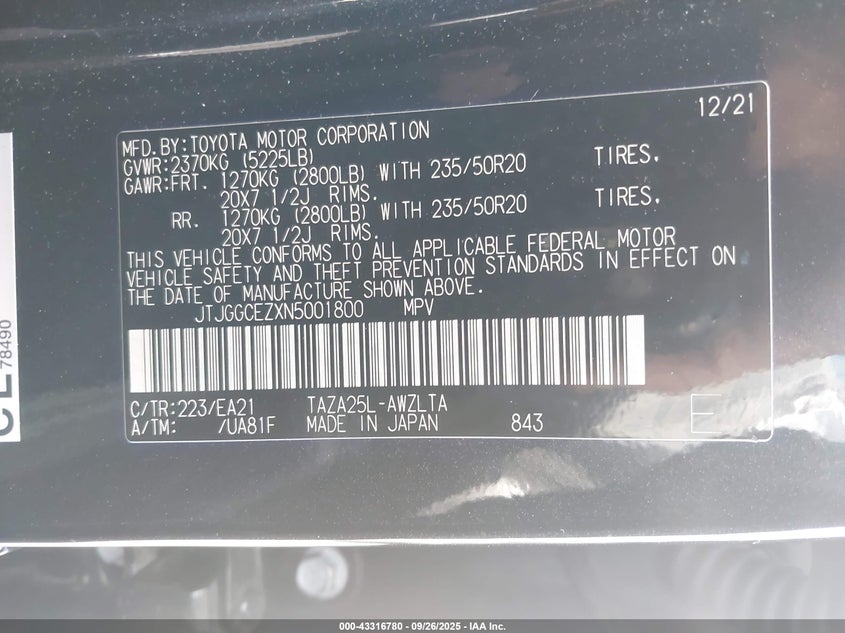 12/21
MFD.BY:TOYOTA MOTOR CORPORATION
GVWR:2370KG (5225LB)
GAWR:FRT. 1270KG (2800LB) WITH 235/50R20 TIRES.
20X7 1/2J RIMS.
RR. 1270KG (2800LB) WITH 235/50R20 TIRES.
20X7 1/2J RIMS.
THIS VEHICLE CONFORMS TO ALL APPLICABLE FEDERAL MOTOR
VEHICLE SAFETY AND THEFT PREVENTION STANDARDS IN EFFECT ON
THE DATE OF MANUFACTURE SHOWN ABOVE.
JTJGGCEZXN5001800 MPV
C/TR:223/EA21 TAZA25L-AWZLTA
A/TM: /UA81F MADE IN JAPAN 843 E
78490
000-43316780 - 09/26/2025 - IAA Inc.